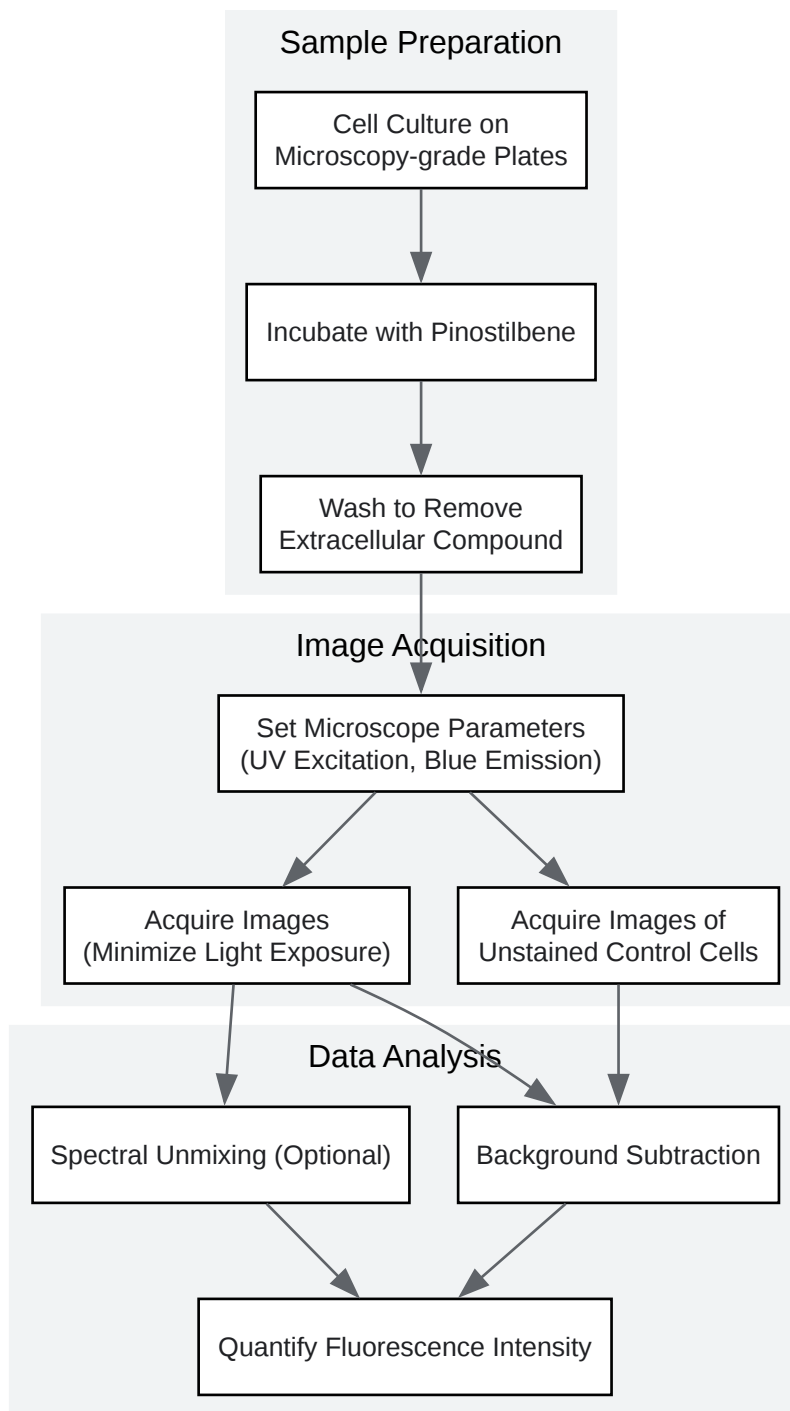 Sample Preparation
Cell Culture on
Microscopy-grade Plates
Incubate with Pinostilbene
Wash to Remove
Extracellular Compound
Image Acquisition
Set Microscope Parameters
(UV Excitation, Blue Emission)
Acquire Images
(Minimize Light Exposure)
Acquire Images of
Unstained Control Cells
Data Analysis
Spectral Unmixing (Optional)
Background Subtraction
Quantify Fluorescence Intensity